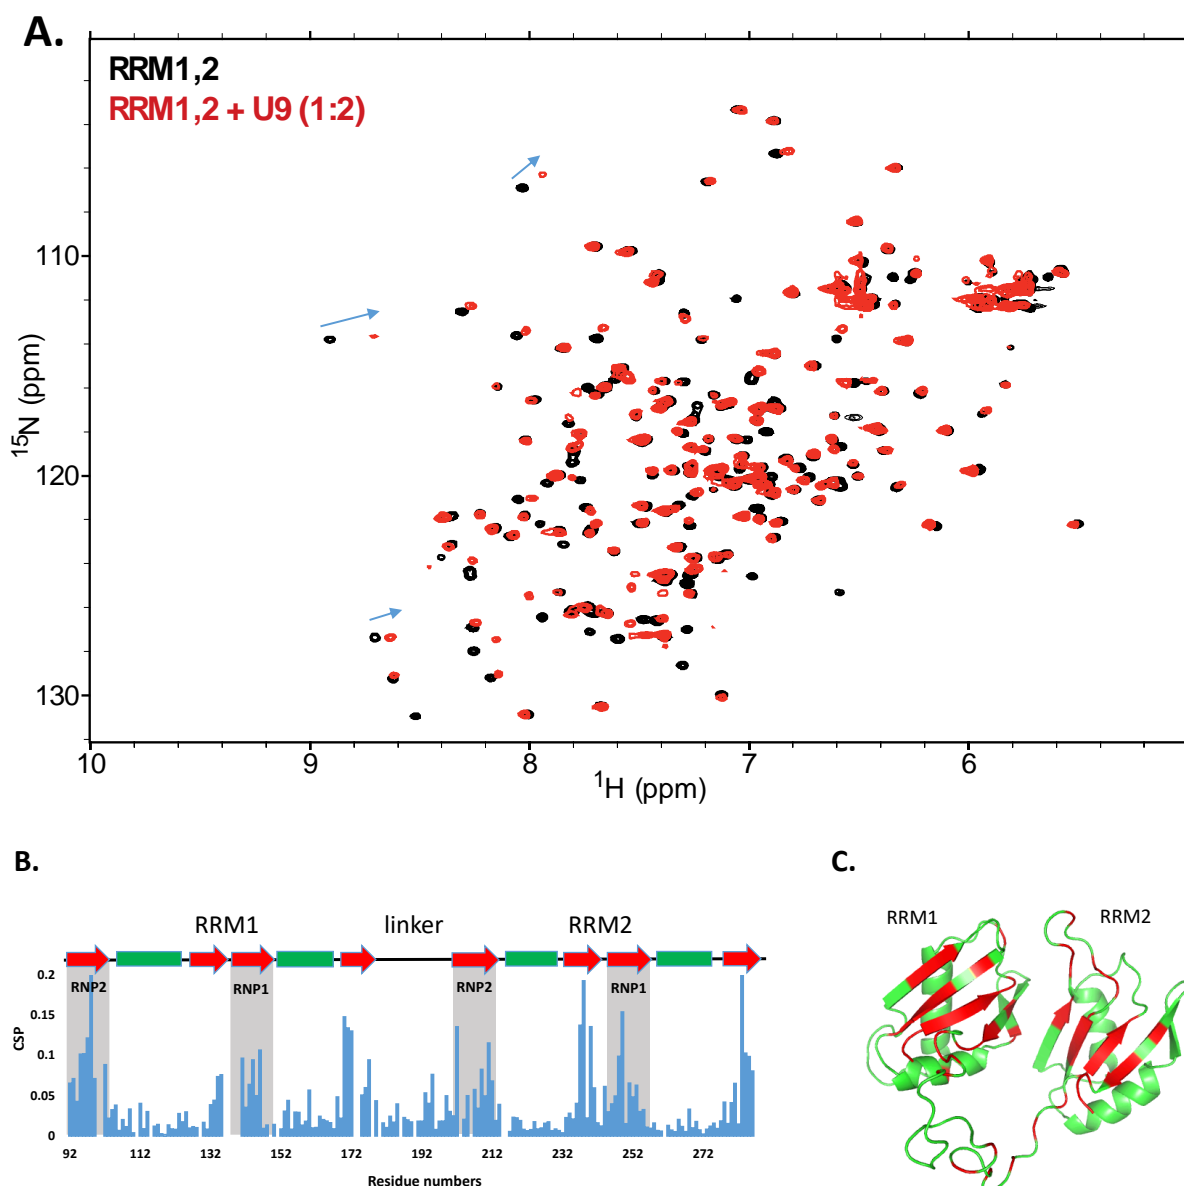 A.
RRM1,2
RRM1,2 + U9 (1:2)
110
120
130
15N (ppm)
10 9 8 7 6
1H (ppm)
B.
RRM1 linker RRM2
RNP2 RNP1 RNP2 RNP1
0.2
0.15
0.1
0.05
0
CSP
92 112 132 152 172 192 212 232 252 272
Residue numbers
C.
RRM1 RRM2